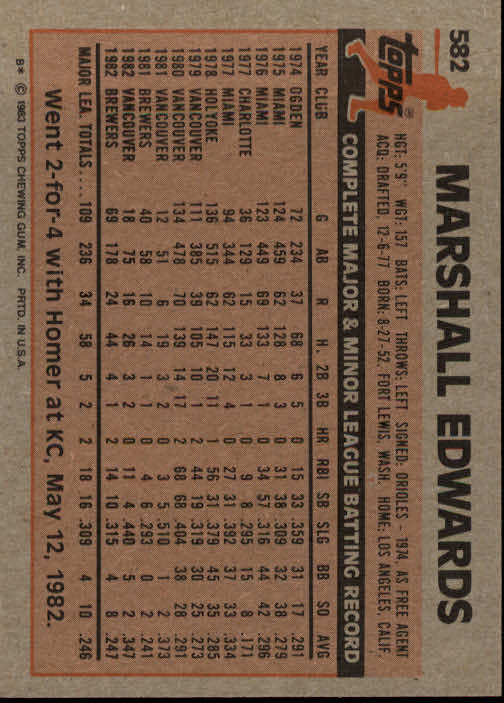 582
topps®
MARSHALL EDWARDS
HGT: 5'9" WGT: 157 BATS: LEFT THROWS: LEFT SIGNED: ORIOLES - 1974, AS FREE AGENT
ACQ: DRAFTED, 12-6-77 BORN: 8-27-52, FORT LEWIS, WASH. HOME: LOS ANGELES, CALIF.
COMPLETE MAJOR & MINOR LEAGUE BATTING RECORD
YEAR CLUB G AB R H. 2B 3B HR RBI SB SLG BB SO AVG
1974 OGDEN 72 234 37 68 6 5 0 15 33 .359 31 17 .291
1975 MIAMI 124 459 62 128 8 3 0 31 38 .309 32 38 .279
1976 MIAMI 123 449 69 133 7 1 0 34 57 .316 44 42 .296
1977 CHARLOTTE 36 129 15 33 3 1 0 9 8 .295 15 8 .171
1977 MIAMI 94 344 62 115 12 4 0 27 31 .392 37 33 .334
1978 HOLYOKE 136 515 62 147 20 11 1 56 31 .379 45 35 .285
1979 VANCOUVER 111 385 39 105 10 1 2 44 19 .319 30 25 .273
1980 VANCOUVER 134 478 70 139 14 17 2 68 68 .404 38 28 .291
1981 VANCOUVER 12 51 6 19 3 2 0 3 5 .510 1 2 .373
1981 BREWERS 40 58 10 14 1 1 0 4 6 .293 0 2 .241
1982 VANCOUVER 18 75 16 26 3 2 0 11 4 .440 5 2 .347
1982 BREWERS 69 178 24 44 4 1 2 14 10 .315 4 8 .247
MAJOR LEA. TOTALS.... 109 236 34 58 5 2 2 18 16 .309 4 10 .246
Went 2-for-4 with Homer at KC, May 12, 1982.
B* © 1983 TOPPS CHEWING GUM, INC. PRTD. IN U.S.A.